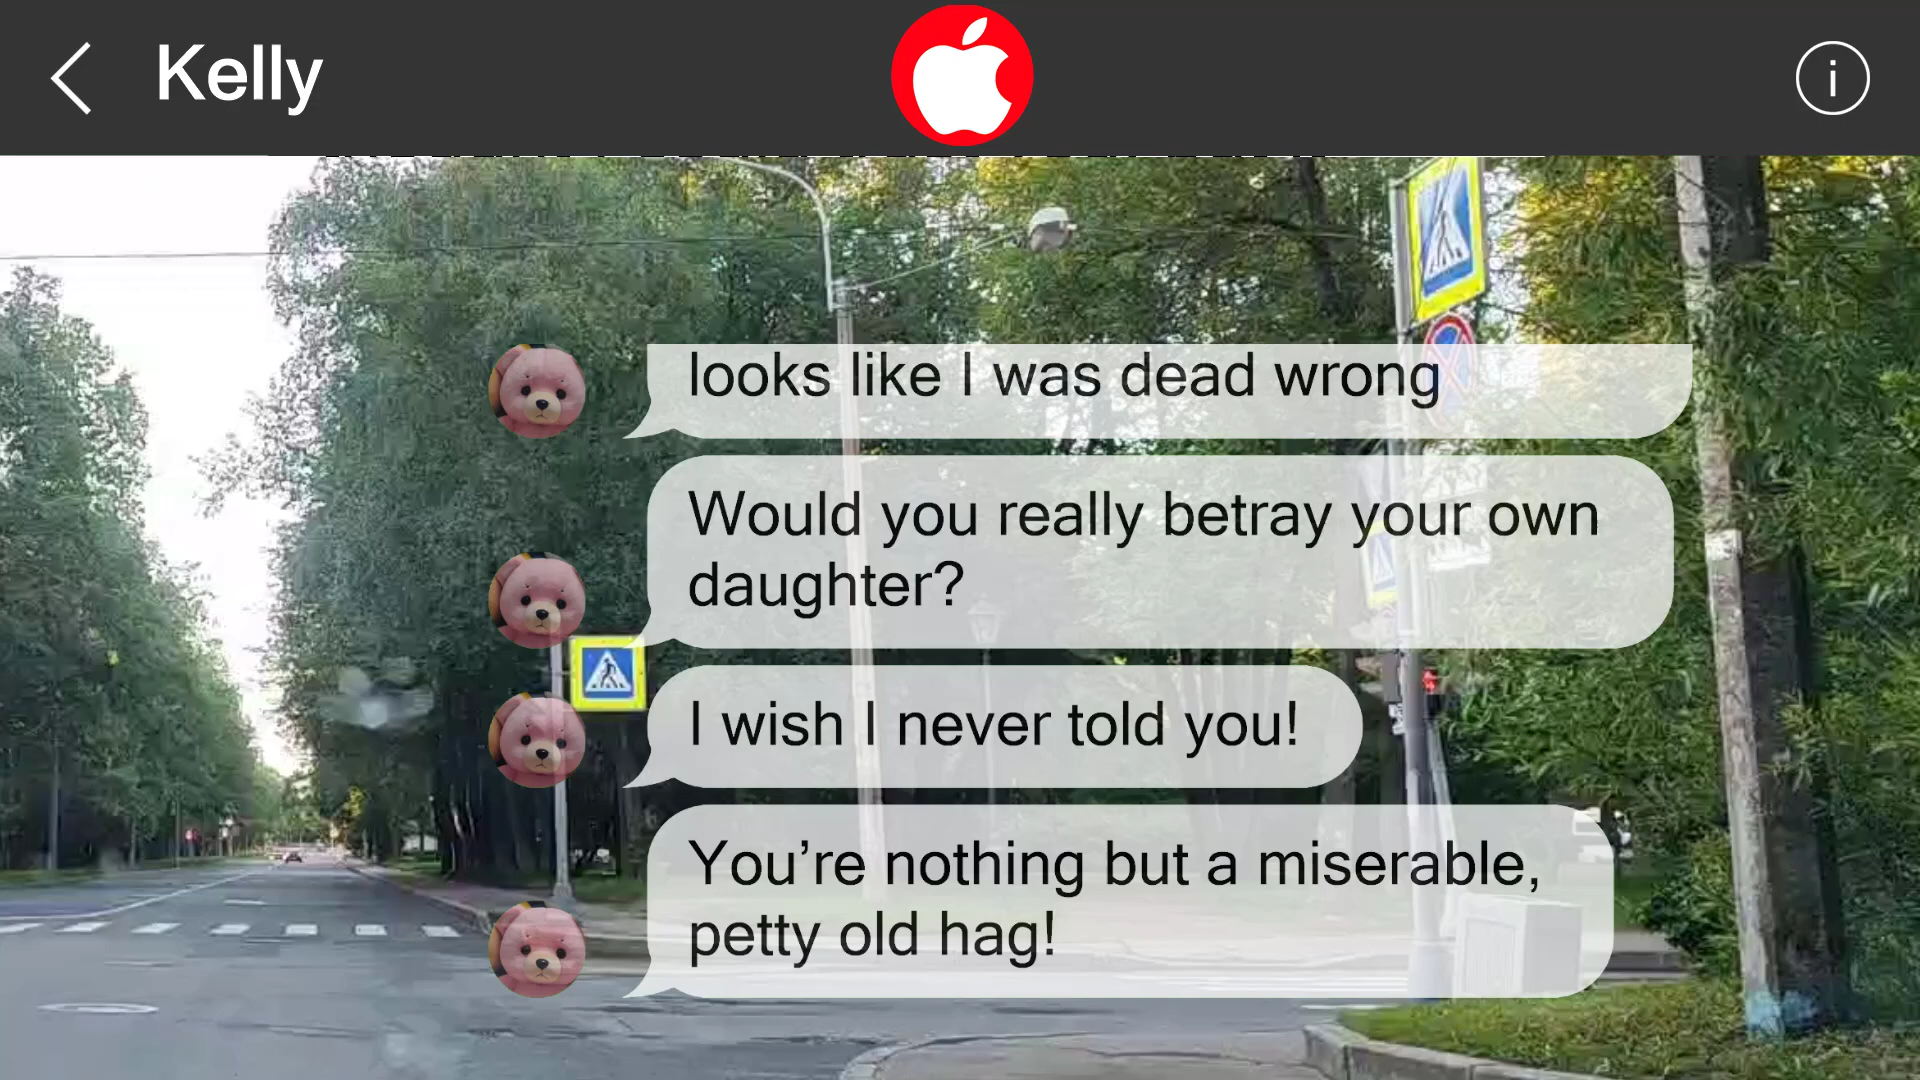 Kelly
looks like I was dead wrong
Would you really betray your own
daughter?
I wish I never told you!
You’re nothing but a miserable,
petty old hag!